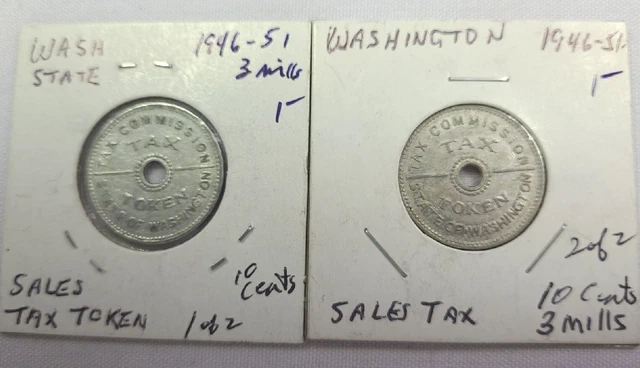 WASH 1946-51
STATE 3 mills
1-
TAX COMMISSION
TAX
TOKEN
STATE OF WASHINGTON
10
Cents
SALES
TAX TOKEN 1 of 2
WASHINGTON 1946-51
1-
TAX COMMISSION
TAX
TOKEN
STATE OF WASHINGTON
2 of 2
10 Cents
SALES TAX 3 mills